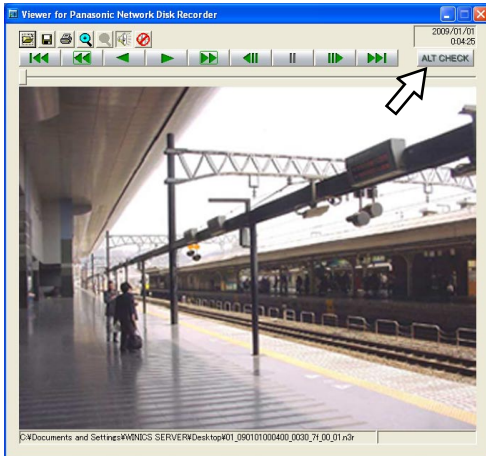 Viewer for Panasonic Network Disk Recorder
2009/01/01
0:04:25
ALT CHECK
C:¥Documents and Settings¥WINICS SERVER¥Desktop¥01_090101000400_0030_7f_00_01.n3r